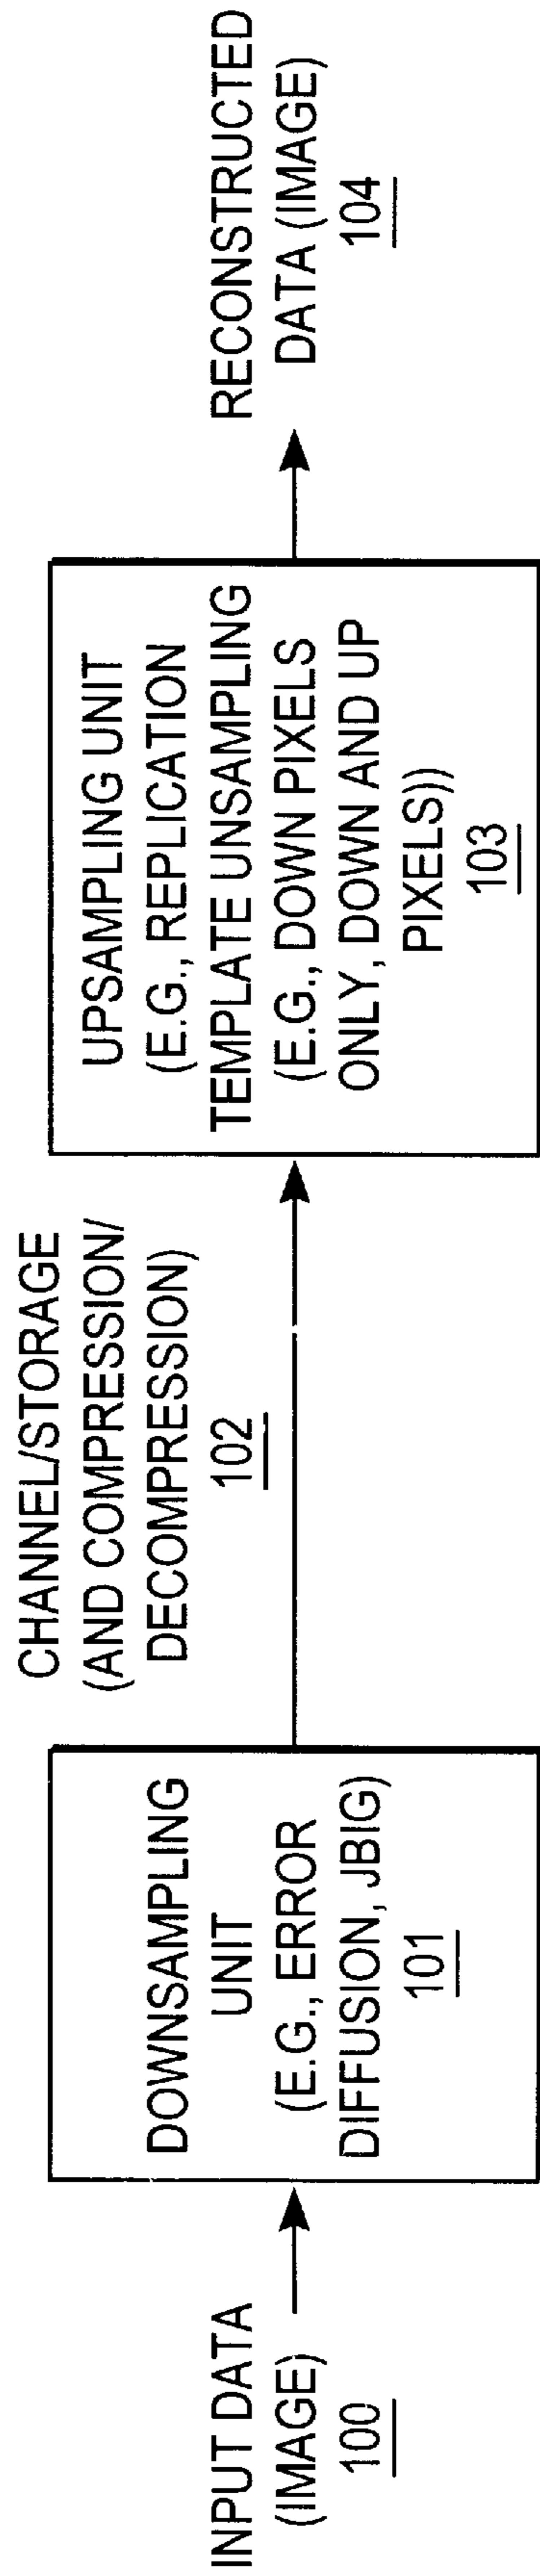 INPUT DATA
(IMAGE)
100
DOWNSAMPLING
UNIT
(E.G., ERROR
DIFFUSION, JBIG)
101
CHANNEL/STORAGE
(AND COMPRESSION/
DECOMPRESSION)
102
UPSAMPLING UNIT
(E.G., REPLICATION
TEMPLATE UNSAMPLING
(E.G., DOWN PIXELS
ONLY, DOWN AND UP
PIXELS))
103
RECONSTRUCTED
DATA (IMAGE)
104